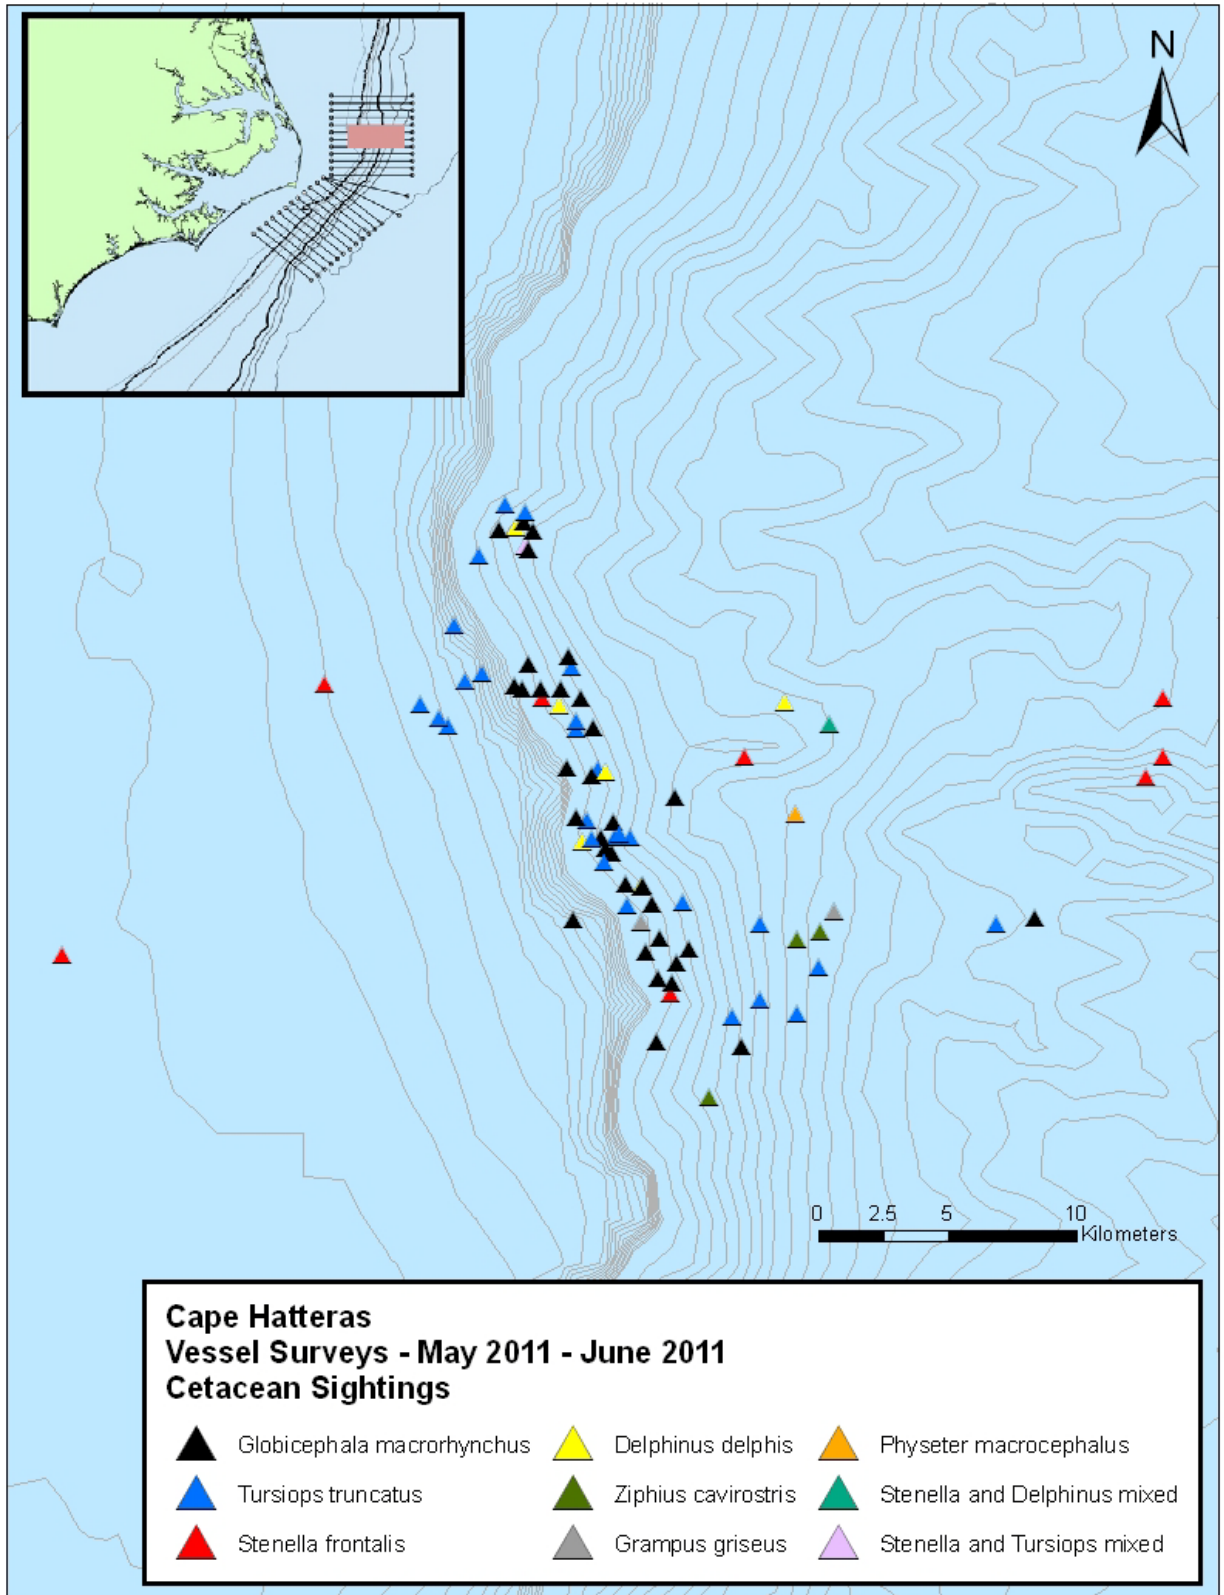 N
0 2.5 5 10
Kilometers
Cape Hatteras
Vessel Surveys - May 2011 - June 2011
Cetacean Sightings
Globicephala macrorhynchus
Delphinus delphis
Physeter macrocephalus
Tursiops truncatus
Ziphius cavirostris
Stenella and Delphinus mixed
Stenella frontalis
Grampus griseus
Stenella and Tursiops mixed